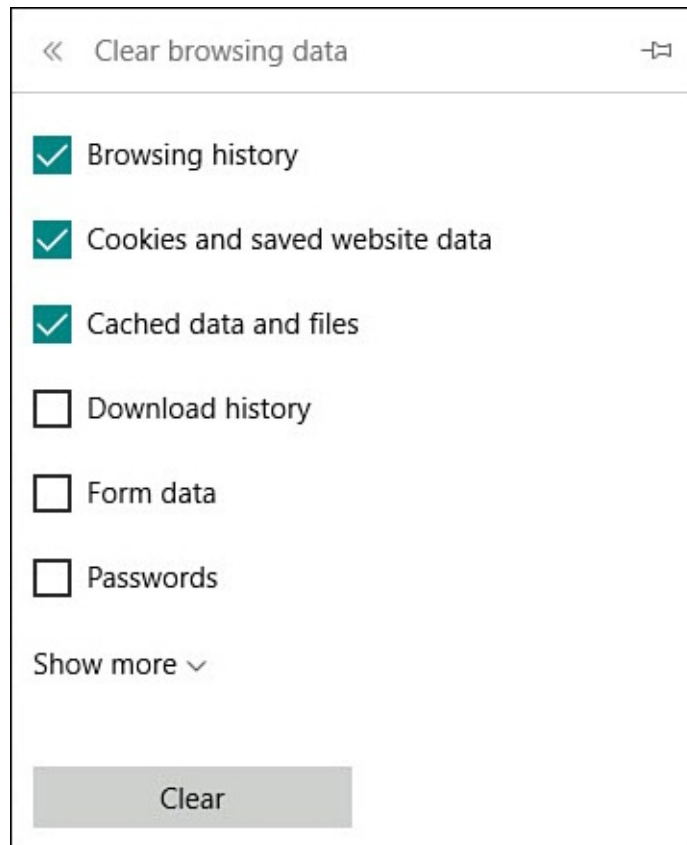 Clear browsing data
Browsing history
Cookies and saved website data
Cached data and files
Download history
Form data
Passwords
Show more
Clear